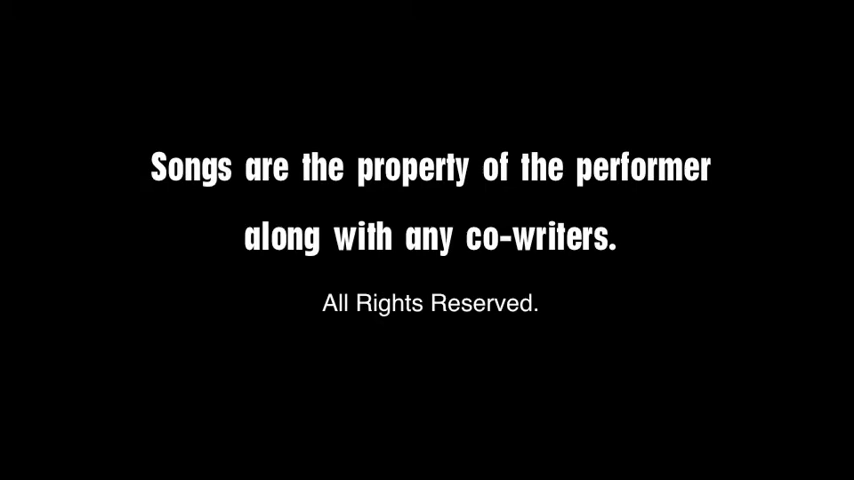 Songs are the property of the performer
along with any co-writers.
All Rights Reserved.